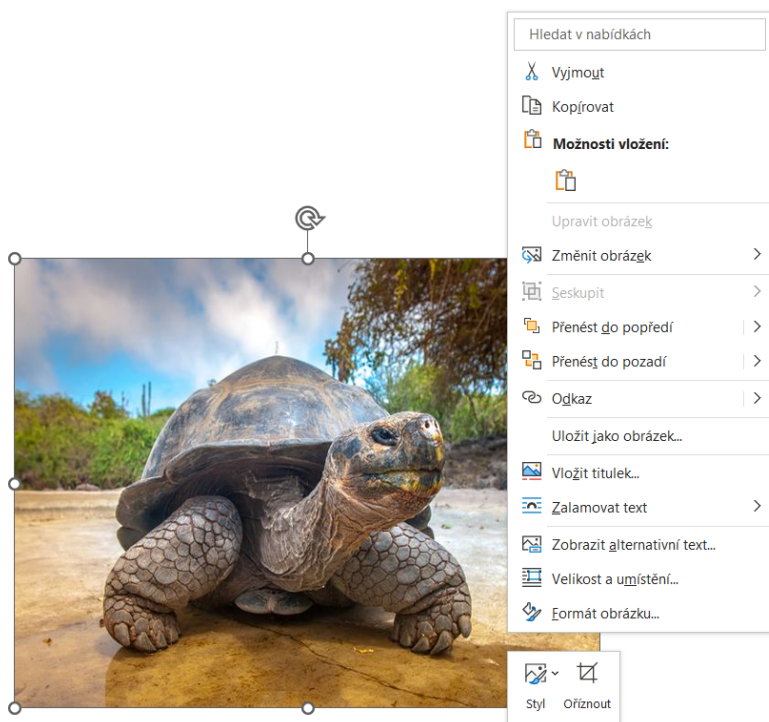 Hledat v nabídkách
Vyjmout
Kopírovat
Možnosti vložení:
Upravit obrázek
Změnit obrázek
Seskupit
Přenést do popředí
Přenést do pozadí
Odkaz
Uložit jako obrázek...
Vložit titulek...
Zalamovat text
Zobrazit alternativní text...
Velikost a umístění...
Formát obrázku...
Styl Oříznout